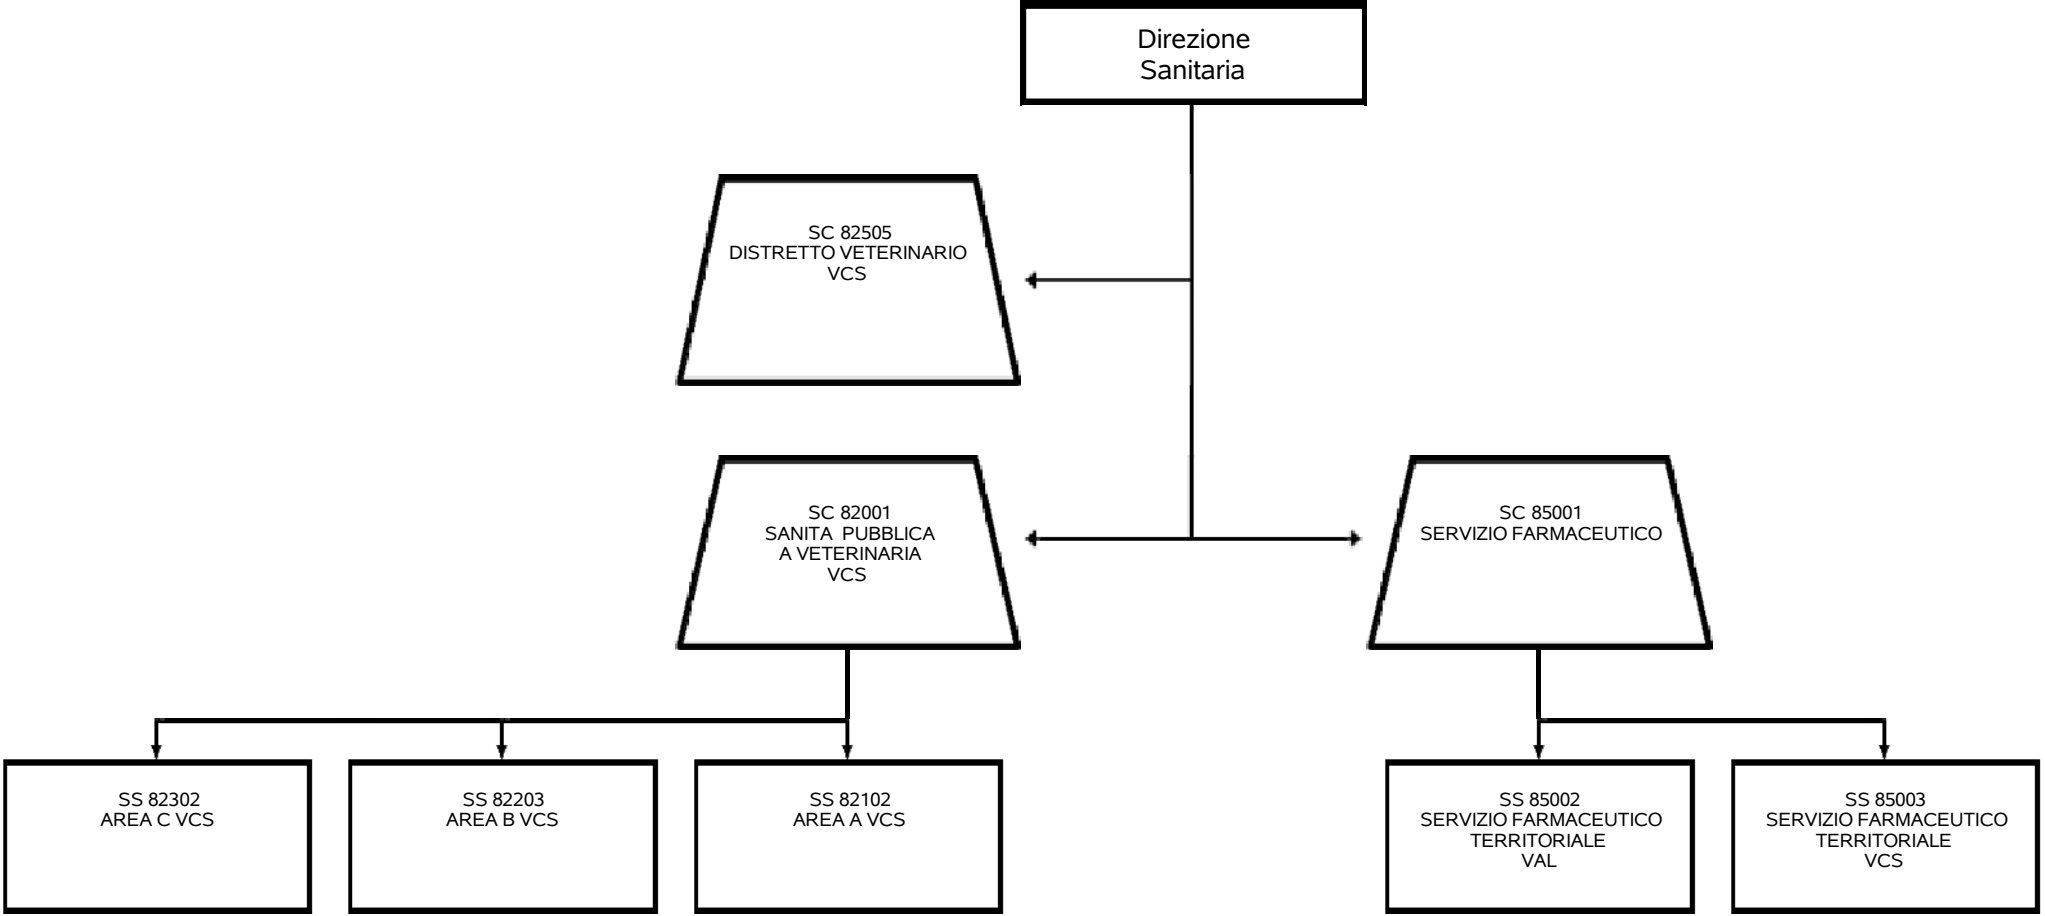 Direzione
Sanitaria
SC 82505
DISTRETTO VETERINARIO
VCS
SC 82001
SANITA  PUBBLICA
A VETERINARIA
VCS
SC 85001
SERVIZIO FARMACEUTICO
SS 82302
AREA C VCS
SS 82203
AREA B VCS
SS 82102
AREA A VCS
SS 85002
SERVIZIO FARMACEUTICO
TERRITORIALE
VAL
SS 85003
SERVIZIO FARMACEUTICO
TERRITORIALE
VCS